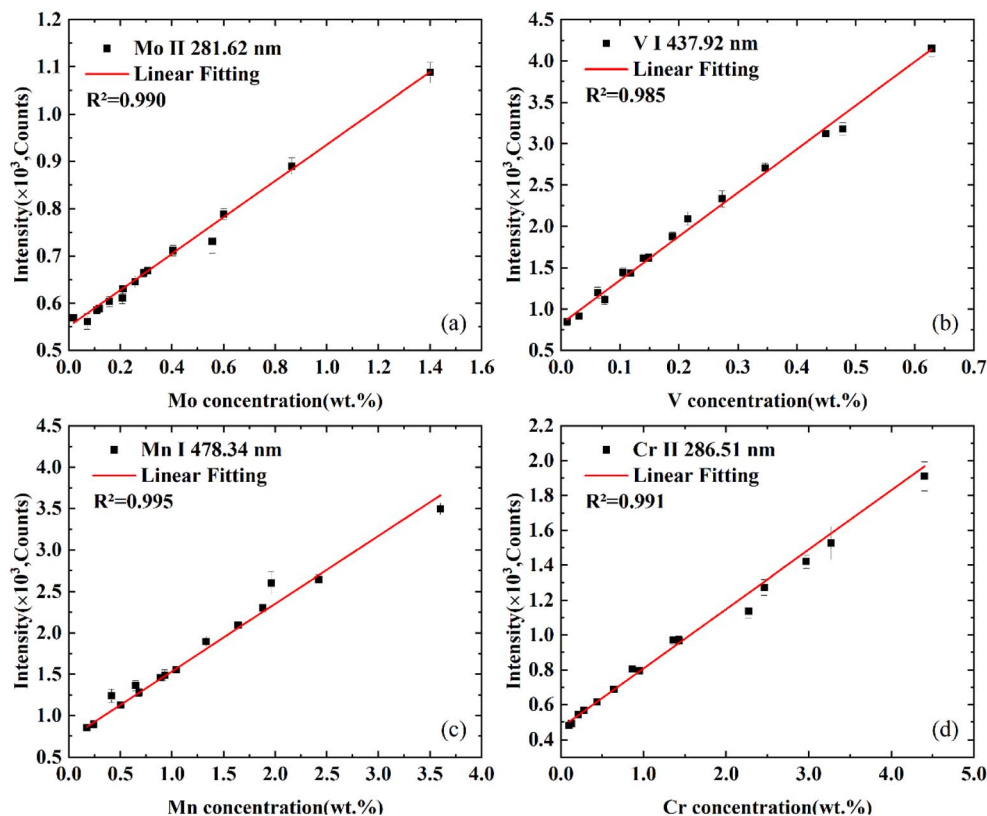 1.2
1.1
1.0
0.9
0.8
0.7
0.6
0.5
Intensity(×10³,Counts)
Mo II 281.62 nm
Linear Fitting
R²=0.990
(a)
0.0 0.2 0.4 0.6 0.8 1.0 1.2 1.4 1.6
Mo concentration(wt.%)
4.5
4.0
3.5
3.0
2.5
2.0
1.5
1.0
0.5
Intensity(×10³,Counts)
V I 437.92 nm
Linear Fitting
R²=0.985
(b)
0.0 0.1 0.2 0.3 0.4 0.5 0.6 0.7
V concentration(wt.%)
4.5
4.0
3.5
3.0
2.5
2.0
1.5
1.0
0.5
Intensity(×10³,Counts)
Mn I 478.34 nm
Linear Fitting
R²=0.995
(c)
0.0 0.5 1.0 1.5 2.0 2.5 3.0 3.5 4.0
Mn concentration(wt.%)
2.2
2.0
1.8
1.6
1.4
1.2
1.0
0.8
0.6
0.4
Intensity(×10³,Counts)
Cr II 286.51 nm
Linear Fitting
R²=0.991
(d)
0.0 1.0 2.0 3.0 4.0 5.0
Cr concentration(wt.%)